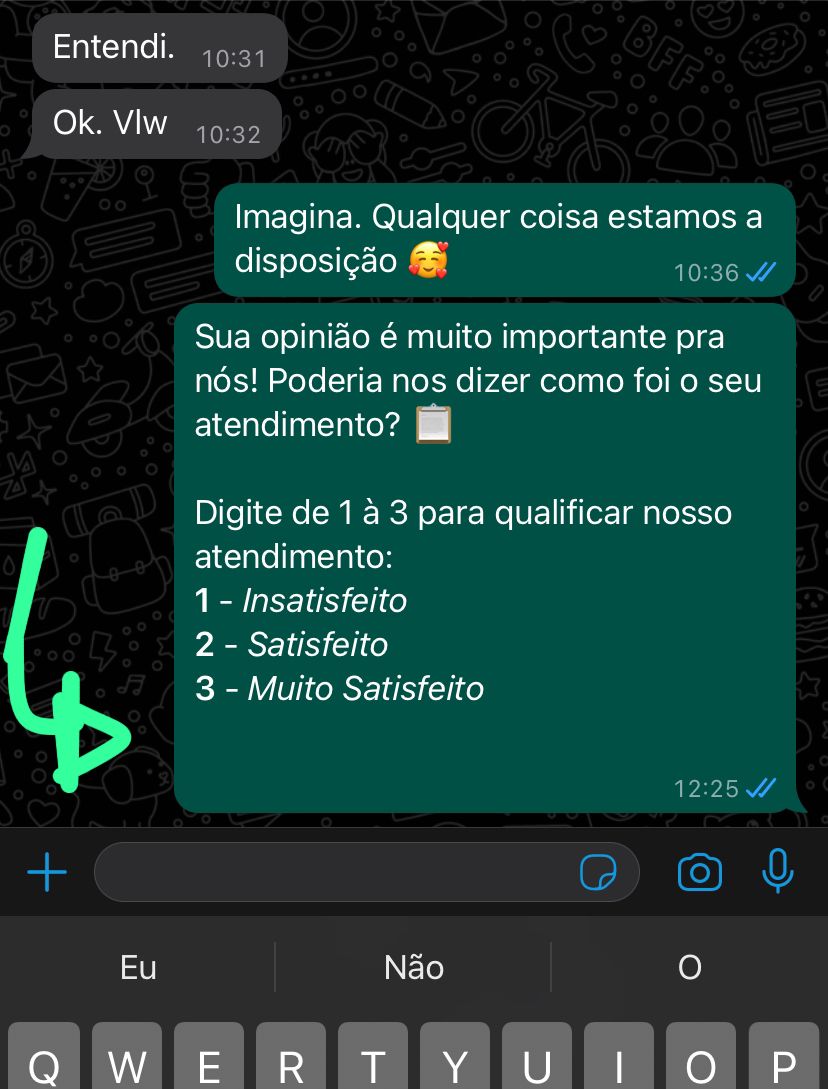 Entendi. 10:31
Ok. Vlw 10:32
Imagina. Qualquer coisa estamos a
disposição 🥰 10:36
Sua opinião é muito importante pra
nós! Poderia nos dizer como foi o seu
atendimento? 📋
Digite de 1 à 3 para qualificar nosso
atendimento:
1 - Insatisfeito
2 - Satisfeito
3 - Muito Satisfeito
12:25
Eu Não O
Q W E R T Y U I O P